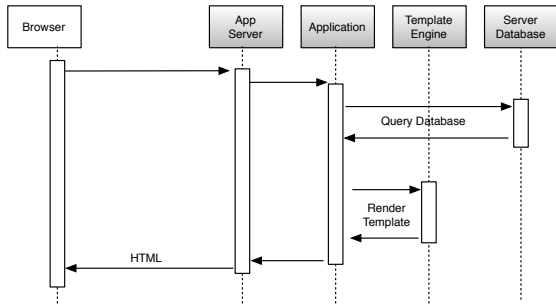 Browser
App
Server
Application
Template
Engine
Server
Database
Query Database
Render
Template
HTML